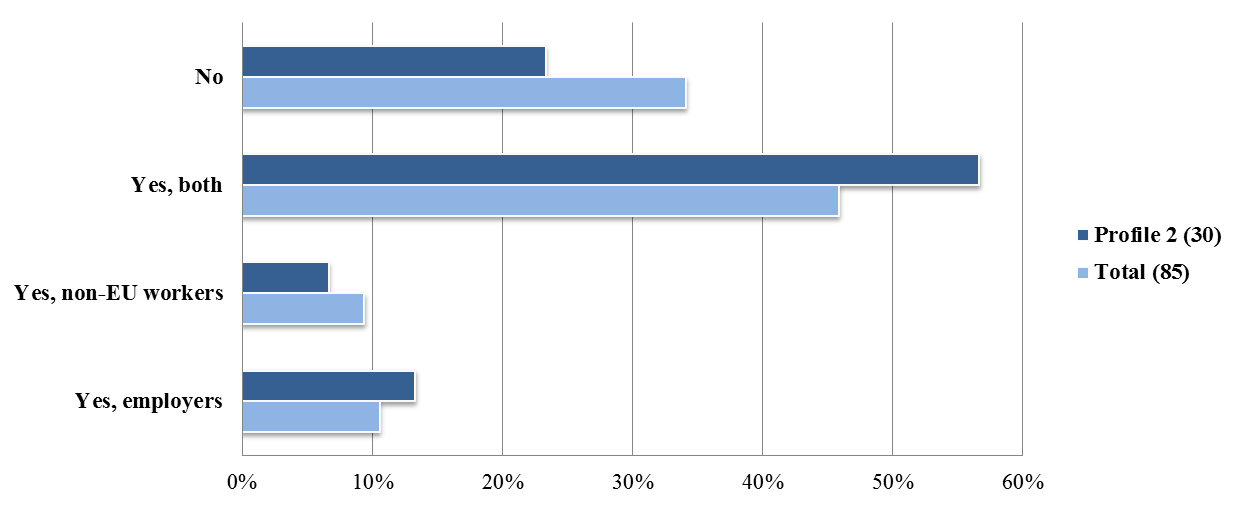 No
Yes, both
Yes, non-EU workers
Yes, employers
0% 10% 20% 30% 40% 50% 60%
Profile 2 (30)
Total (85)